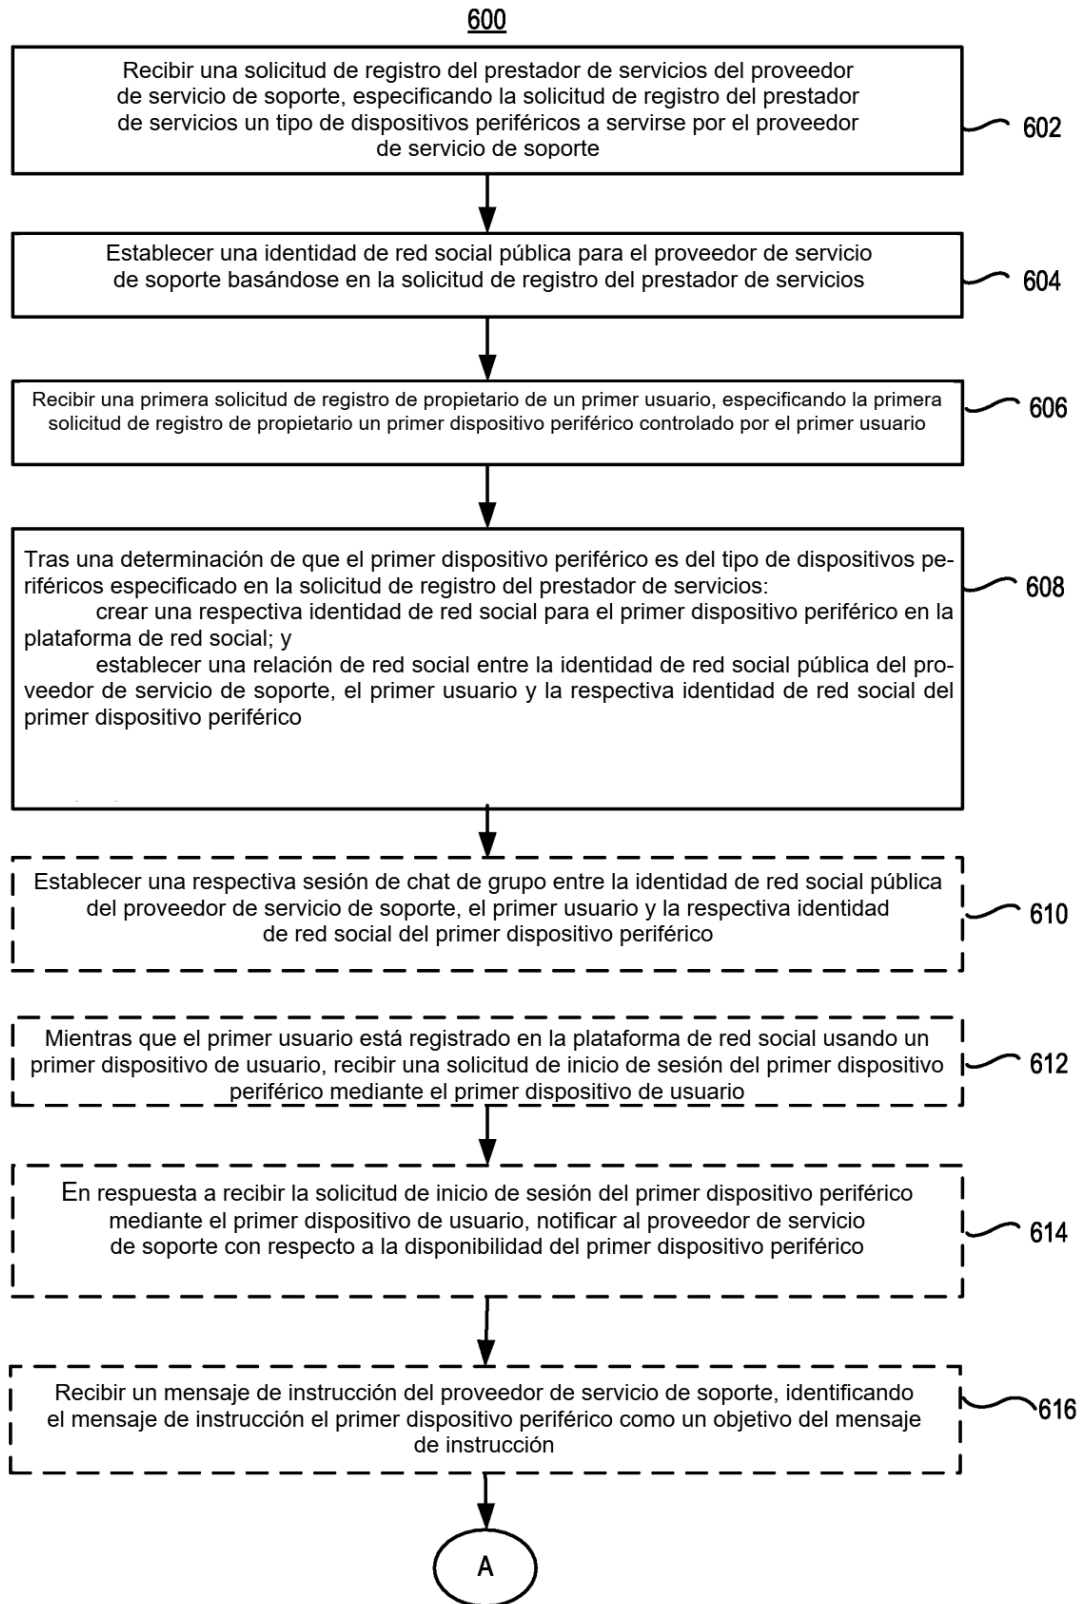 600
Recibir una solicitud de registro del prestador de servicios del proveedor
de servicio de soporte, especificando la solicitud de registro del prestador
de servicios un tipo de dispositivos periféricos a servirse por el proveedor
de servicio de soporte
602
Establecer una identidad de red social pública para el proveedor de servicio
de soporte basándose en la solicitud de registro del prestador de servicios
604
Recibir una primera solicitud de registro de propietario de un primer usuario, especificando la primera
solicitud de registro de propietario un primer dispositivo periférico controlado por el primer usuario
606
Tras una determinación de que el primer dispositivo periférico es del tipo de dispositivos pe-
riféricos especificado en la solicitud de registro del prestador de servicios:
crear una respectiva identidad de red social para el primer dispositivo periférico en la
plataforma de red social; y
establecer una relación de red social entre la identidad de red social pública del pro-
veedor de servicio de soporte, el primer usuario y la respectiva identidad de red social del
primer dispositivo periférico
608
Establecer una respectiva sesión de chat de grupo entre la identidad de red social pública
del proveedor de servicio de soporte, el primer usuario y la respectiva identidad
de red social del primer dispositivo periférico
610
Mientras que el primer usuario está registrado en la plataforma de red social usando un
primer dispositivo de usuario, recibir una solicitud de inicio de sesión del primer dispositivo
periférico mediante el primer dispositivo de usuario
612
En respuesta a recibir la solicitud de inicio de sesión del primer dispositivo periférico
mediante el primer dispositivo de usuario, notificar al proveedor de servicio
de soporte con respecto a la disponibilidad del primer dispositivo periférico
614
Recibir un mensaje de instrucción del proveedor de servicio de soporte, identificando
el mensaje de instrucción el primer dispositivo periférico como un objetivo del mensaje
de instrucción
616
A